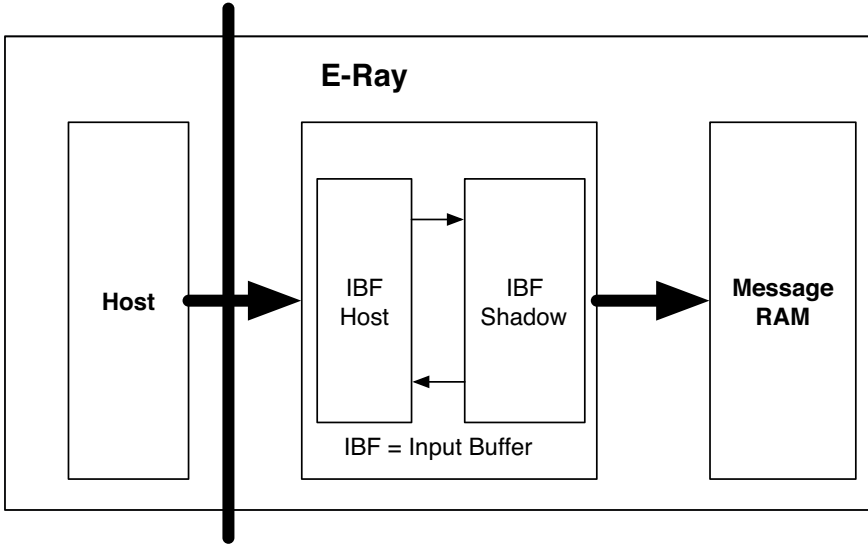 E-Ray
Host
IBF
Host
IBF
Shadow
Message
RAM
IBF = Input Buffer